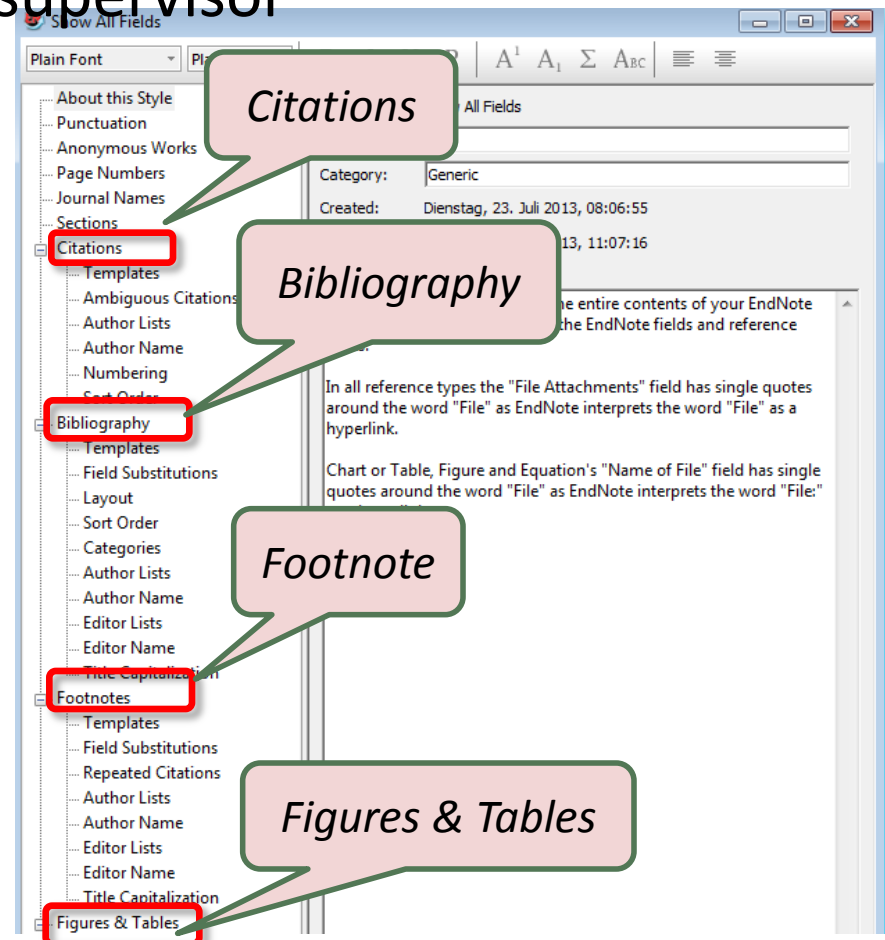 supervisor
Show All Fields
Plain Font
A¹ A₁ Σ ABC
Citations
About this Style
Punctuation
Anonymous Works
Page Numbers
Journal Names
Sections
Citations
Templates
Ambiguous Citations
Author Lists
Author Name
Numbering
Sort Order
Bibliography
Templates
Field Substitutions
Layout
Sort Order
Categories
Author Lists
Author Name
Editor Lists
Editor Name
Title Capitalization
Footnotes
Templates
Field Substitutions
Repeated Citations
Author Lists
Author Name
Editor Lists
Editor Name
Title Capitalization
Figures & Tables
All Fields
Category: Generic
Created: Dienstag, 23. Juli 2013, 08:06:55
13, 11:07:16
Bibliography
entire contents of your EndNote
the EndNote fields and reference
In all reference types the "File Attachments" field has single quotes
around the word "File" as EndNote interprets the word "File" as a
hyperlink.
Chart or Table, Figure and Equation's "Name of File" field has single
quotes around the word "File" as EndNote interprets the word "File:"
Footnote
Figures & Tables